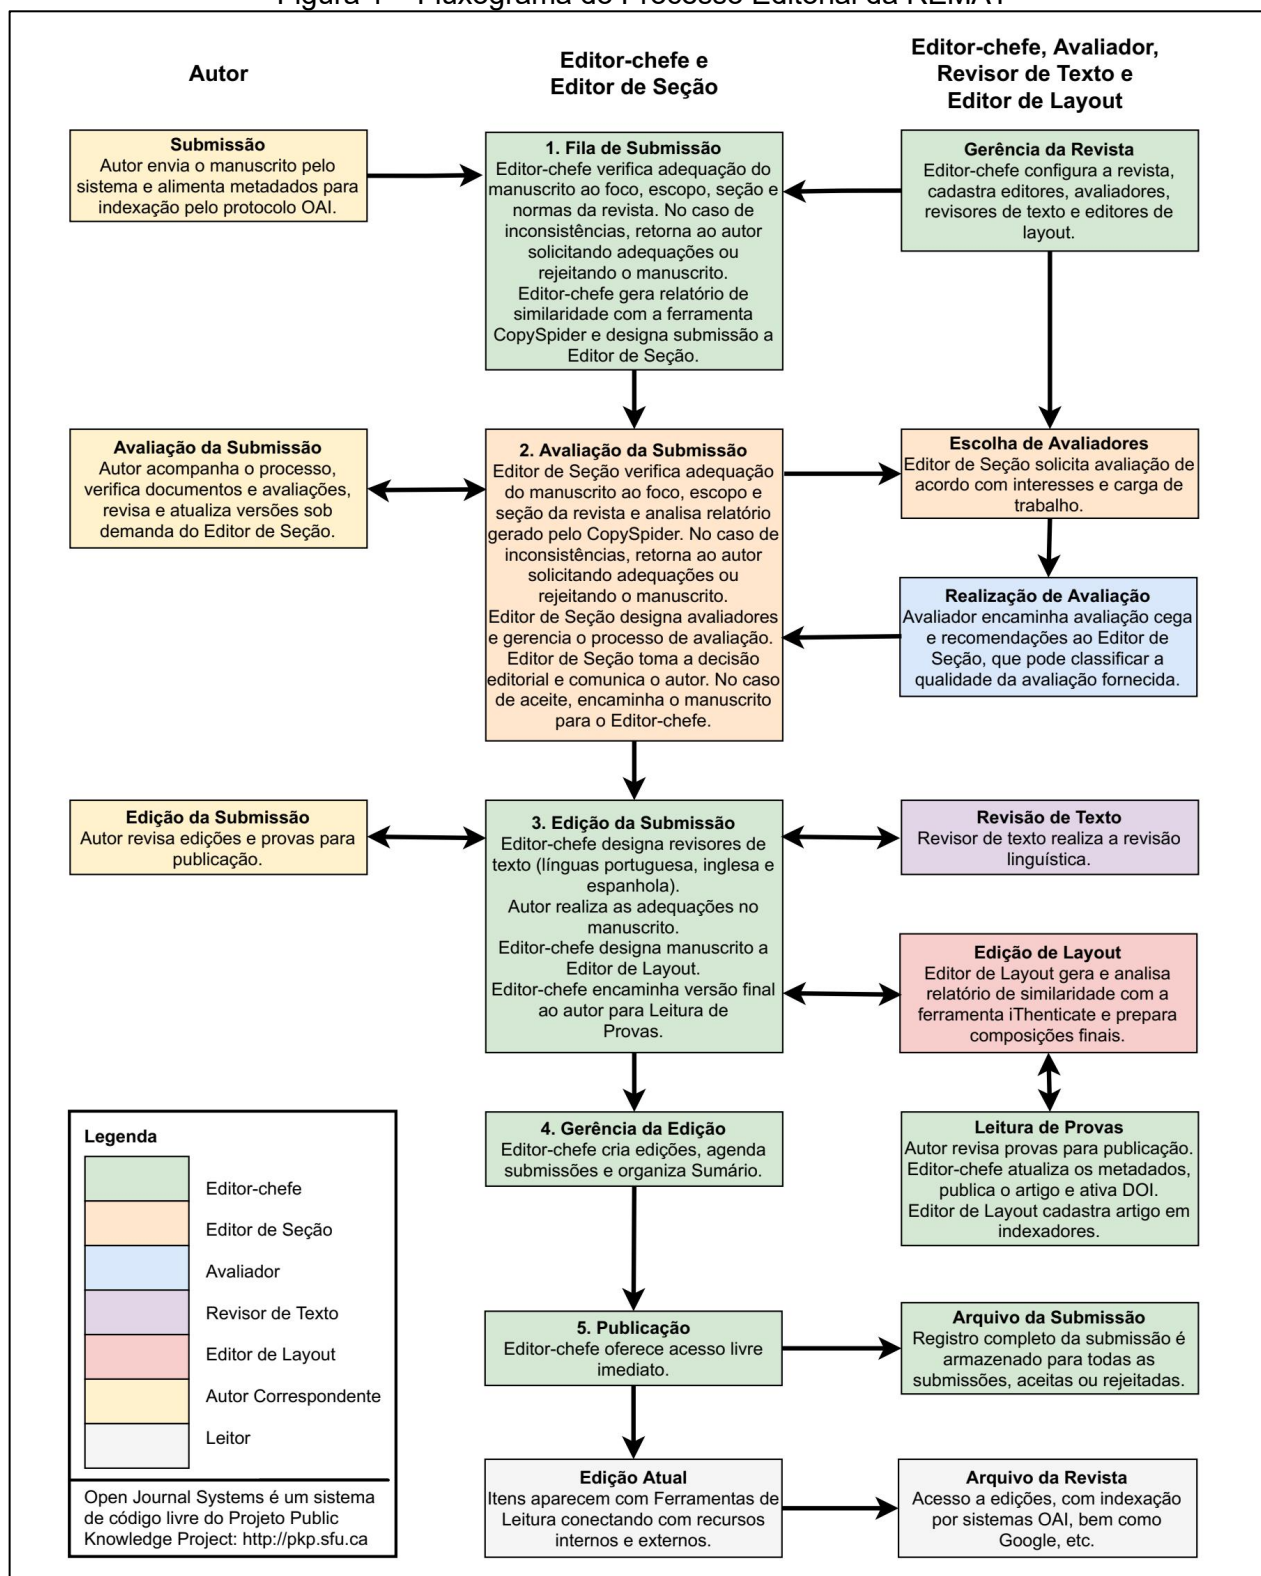 Figura 1 – Fluxograma do Processo Editorial da REMAT
Autor
Editor-chefe e
Editor de Seção
Editor-chefe, Avaliador,
Revisor de Texto e
Editor de Layout
Submissão
Autor envia o manuscrito pelo
sistema e alimenta metadados para
indexação pelo protocolo OAI.
1. Fila de Submissão
Editor-chefe verifica adequação do
manuscrito ao foco, escopo, seção e
normas da revista. No caso de
inconsistências, retorna ao autor
solicitando adequações ou
rejeitando o manuscrito.
Editor-chefe gera relatório de
similaridade com a ferramenta
CopySpider e designa submissão a
Editor de Seção.
Gerência da Revista
Editor-chefe configura a revista,
cadastra editores, avaliadores,
revisores de texto e editores de
layout.
Avaliação da Submissão
Autor acompanha o processo,
verifica documentos e avaliações,
revisa e atualiza versões sob
demanda do Editor de Seção.
2. Avaliação da Submissão
Editor de Seção verifica adequação
do manuscrito ao foco, escopo e
seção da revista e analisa relatório
gerado pelo CopySpider. No caso de
inconsistências, retorna ao autor
solicitando adequações ou
rejeitando o manuscrito.
Editor de Seção designa avaliadores
e gerencia o processo de avaliação.
Editor de Seção toma a decisão
editorial e comunica o autor. No caso
de aceite, encaminha o manuscrito
para o Editor-chefe.
Escolha de Avaliadores
Editor de Seção solicita avaliação de
acordo com interesses e carga de
trabalho.
Realização de Avaliação
Avaliador encaminha avaliação cega
e recomendações ao Editor de
Seção, que pode classificar a
qualidade da avaliação fornecida.
Edição da Submissão
Autor revisa edições e provas para
publicação.
3. Edição da Submissão
Editor-chefe designa revisores de
texto (línguas portuguesa, inglesa e
espanhola).
Autor realiza as adequações no
manuscrito.
Editor-chefe designa manuscrito a
Editor de Layout.
Editor-chefe encaminha versão final
ao autor para Leitura de
Provas.
Revisão de Texto
Revisor de texto realiza a revisão
linguística.
Edição de Layout
Editor de Layout gera e analisa
relatório de similaridade com a
ferramenta iThenticate e prepara
composições finais.
4. Gerência da Edição
Editor-chefe cria edições, agenda
submissões e organiza Sumário.
Leitura de Provas
Autor revisa provas para publicação.
Editor-chefe atualiza os metadados,
publica o artigo e ativa DOI.
Editor de Layout cadastra artigo em
indexadores.
5. Publicação
Editor-chefe oferece acesso livre
imediato.
Arquivo da Submissão
Registro completo da submissão é
armazenado para todas as
submissões, aceitas ou rejeitadas.
Edição Atual
Itens aparecem com Ferramentas de
Leitura conectando com recursos
internos e externos.
Arquivo da Revista
Acesso a edições, com indexação
por sistemas OAI, bem como
Google, etc.
Legenda
Editor-chefe
Editor de Seção
Avaliador
Revisor de Texto
Editor de Layout
Autor Correspondente
Leitor
Open Journal Systems é um sistema
de código livre do Projeto Public
Knowledge Project: http://pkp.sfu.ca